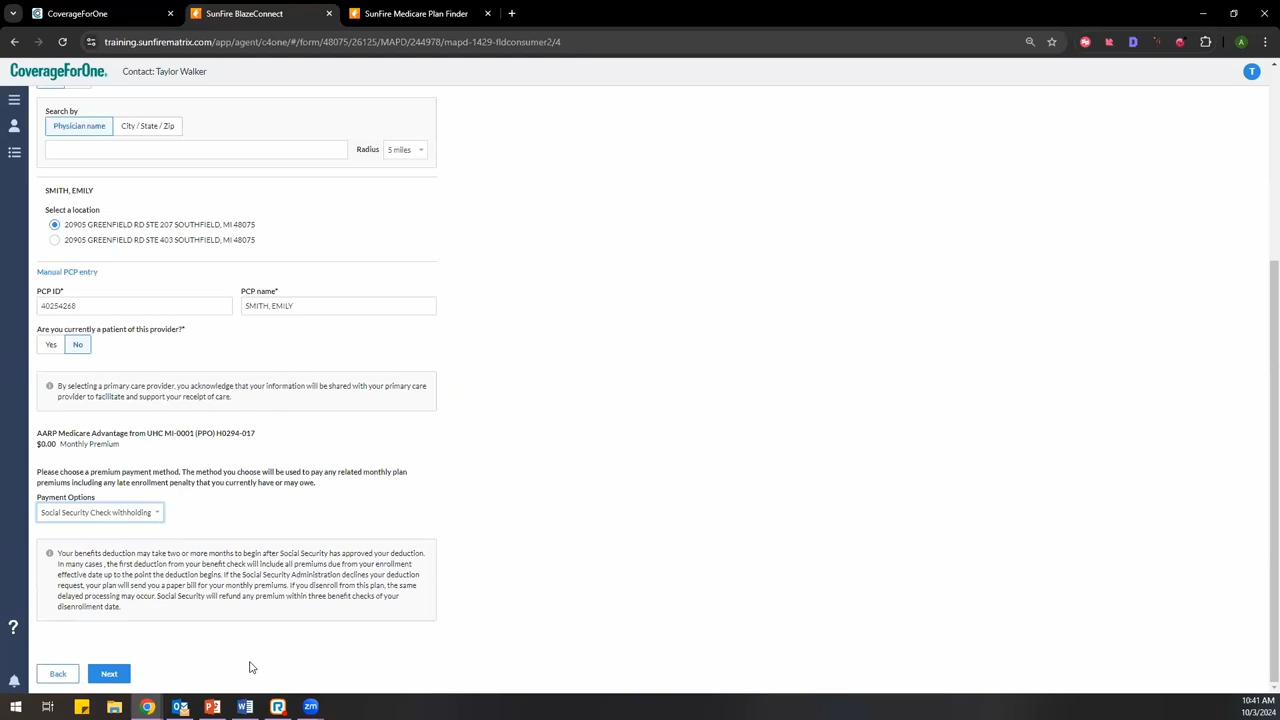 CoverageForOne
SunFire BlazeConnect
SunFire Medicare Plan Finder
training.sunfirematrix.com/app/agent/c4one/#/form/48075/26125/MAPD/244978/mapd-1429-fldconsumer2/4
CoverageForOne.
Contact: Taylor Walker
T
Search by
Physician name
City / State / Zip
Radius
5 miles
SMITH, EMILY
Select a location
20905 GREENFIELD RD STE 207 SOUTHFIELD, MI 48075
20905 GREENFIELD RD STE 403 SOUTHFIELD, MI 48075
Manual PCP entry
PCP ID*
PCP name*
40254268
SMITH, EMILY
Are you currently a patient of this provider?*
Yes
No
By selecting a primary care provider, you acknowledge that your information will be shared with your primary care
provider to facilitate and support your receipt of care.
AARP Medicare Advantage from UHC MI-0001 (PPO) H0294-017
$0.00 Monthly Premium
Please choose a premium payment method. The method you choose will be used to pay any related monthly plan
premiums including any late enrollment penalty that you currently have or may owe.
Payment Options
Social Security Check withholding
Your benefits deduction may take two or more months to begin after Social Security has approved your deduction.
In many cases , the first deduction from your benefit check will include all premiums due from your enrollment
effective date up to the point the deduction begins. If the Social Security Administration declines your deduction
request, your plan will send you a paper bill for your monthly premiums. If you disenroll from this plan, the same
delayed processing may occur. Social Security will refund any premium within three benefit checks of your
disenrollment date.
Back
Next
10:41 AM
10/3/2024